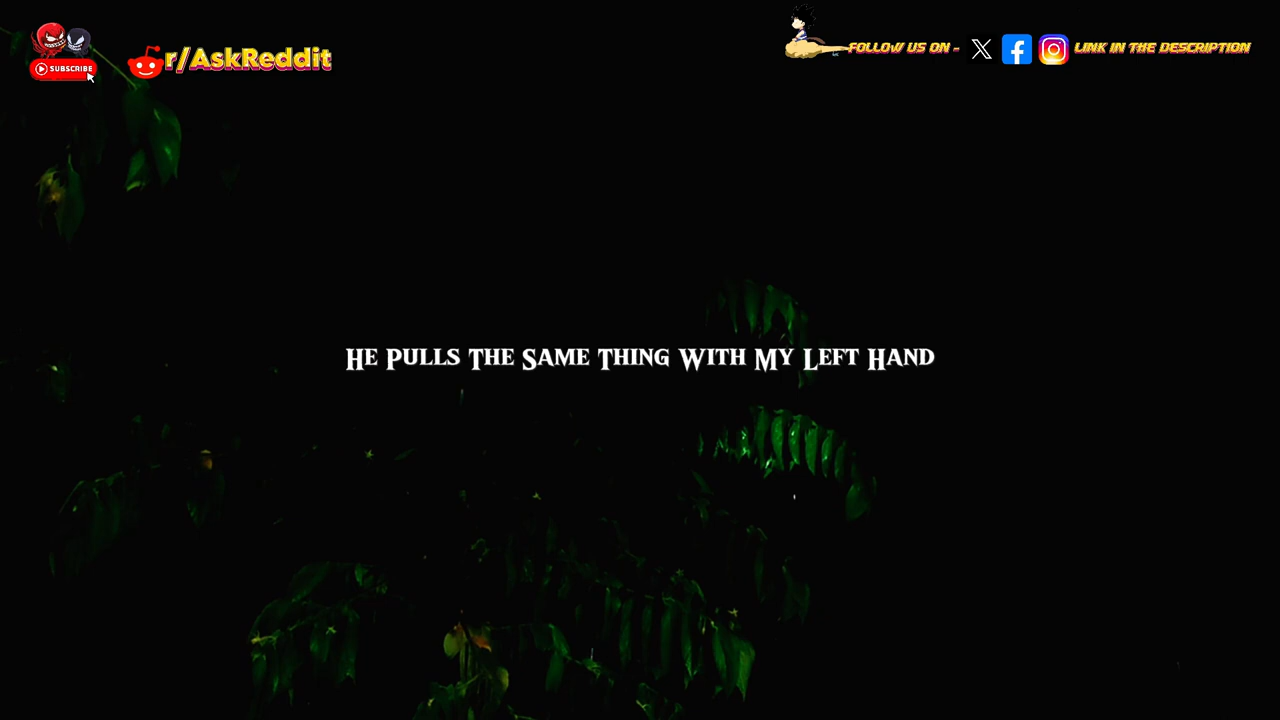 SUBSCRIBE
r/AskReddit
FOLLOW US ON -
LINK IN THE DESCRIPTION
He Pulls The Same Thing With My Left Hand